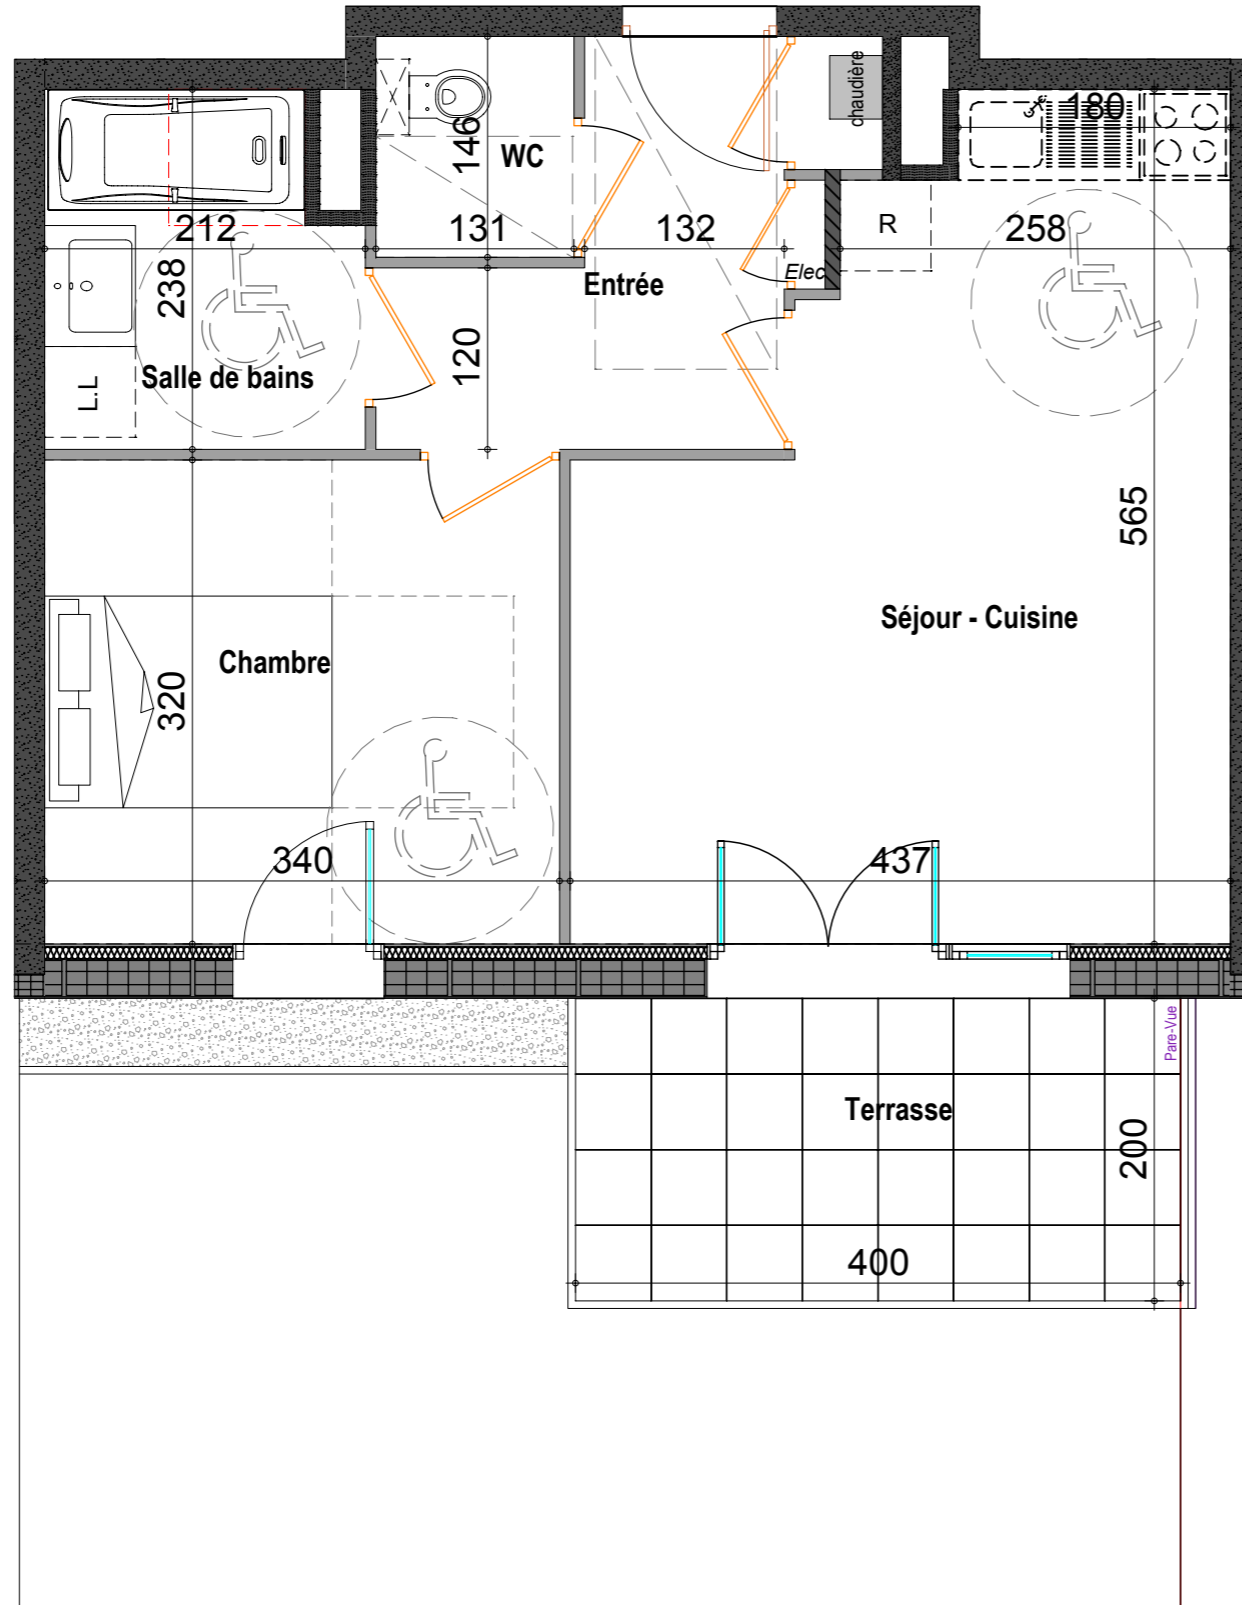 chaudière
180
146
WC
212
131
132
R
258
238
Entrée
Elec
120
Salle de bains
L.L
565
Séjour - Cuisine
Chambre
320
340
437
Pare-Vue
Terrasse
200
400